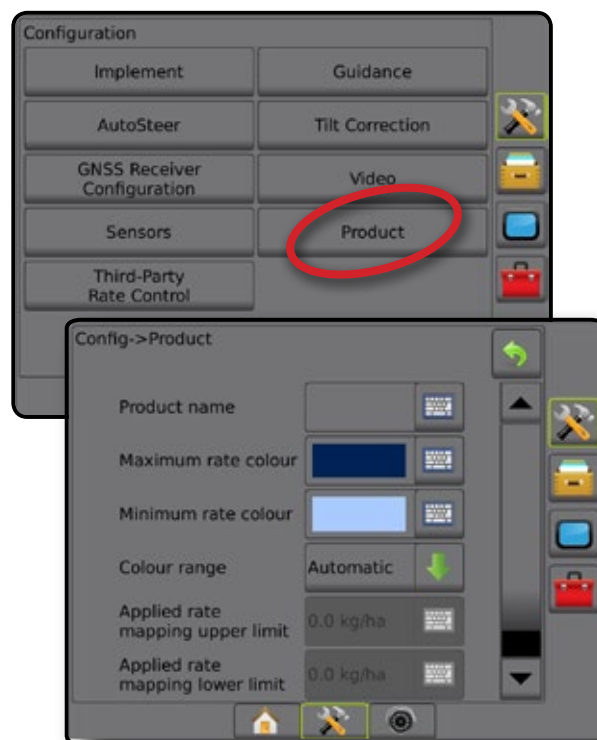 Configuration
Implement
Guidance
AutoSteer
Tilt Correction
GNSS Receiver
Configuration
Video
Sensors
Product
Third-Party
Rate Control
Config->Product
Product name
Maximum rate colour
Minimum rate colour
Colour range
Automatic
Applied rate
mapping upper limit
0.0 kg/ha
Applied rate
mapping lower limit
0.0 kg/ha